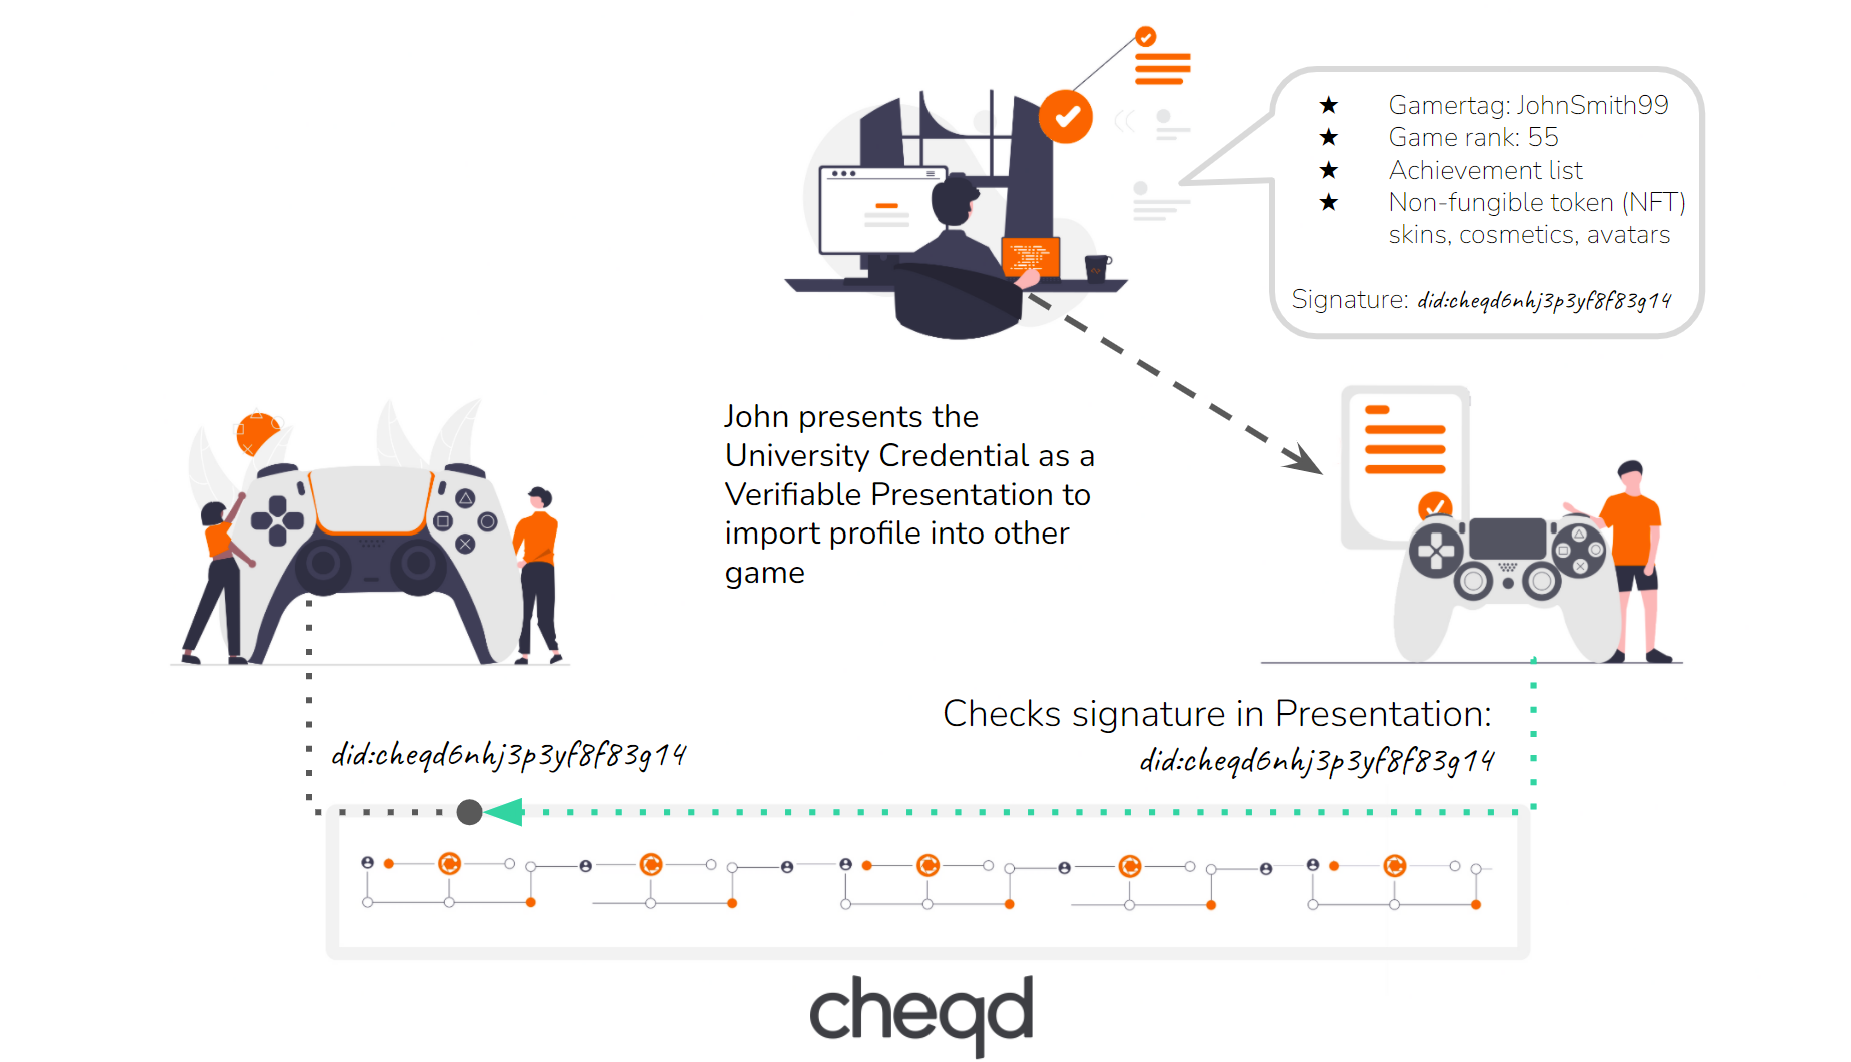 ★ Gamertag: JohnSmith99
★ Game rank: 55
★ Achievement list
★ Non-fungible token (NFT)
skins, cosmetics, avatars
Signature: did:cheqd6nhj3p3yf8f83g14
John presents the
University Credential as a
Verifiable Presentation to
import profile into other
game
Checks signature in Presentation:
did:cheqd6nhj3p3yf8f83g14
did:cheqd6nhj3p3yf8f83g14
cheqd